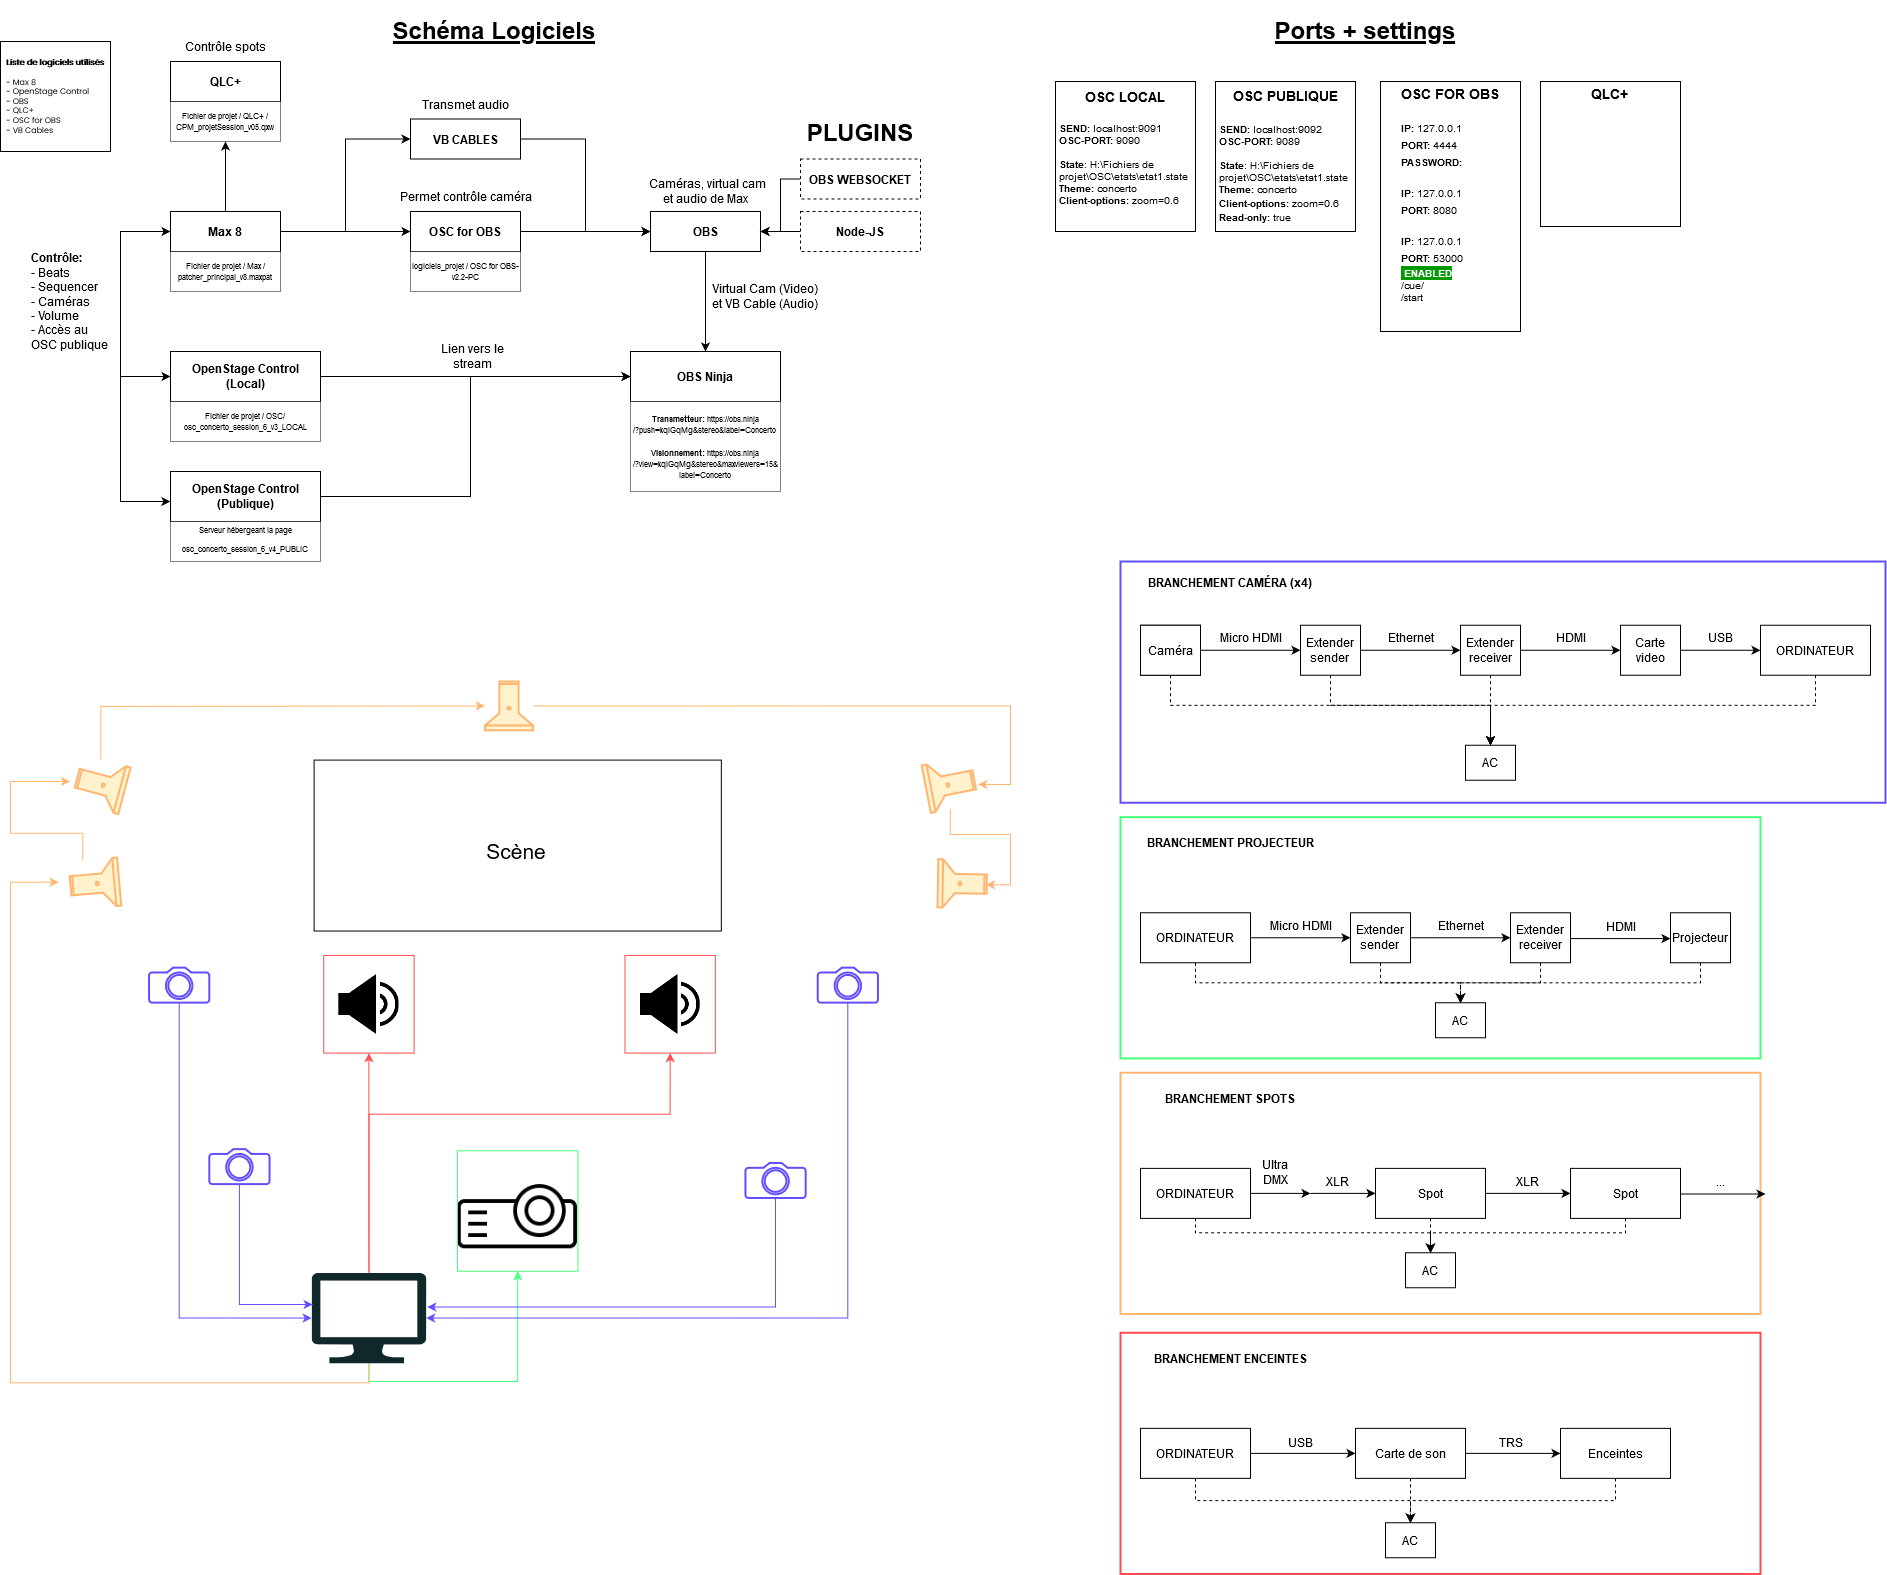 Schéma Logiciels
Ports + settings
Liste de logiciels utilisés
- Max 8
- OpenStage Control
- OBS
- QLC+
- OSC for OBS
- VB Cables
Contrôle spots
QLC+
Fichier de projet / QLC+ /
CPM_projetSession_v05.qxw
Transmet audio
VB CABLES
Permet contrôle caméra
OSC for OBS
logiciels_projet / OSC for OBS-
v2.2-PC
Max 8
Fichier de projet / Max /
patcher_principal_v8.maxpat
Contrôle:
- Beats
- Sequencer
- Caméras
- Volume
- Accès au
OSC publique
Caméras, virtual cam
et audio de Max
OBS
PLUGINS
OBS WEBSOCKET
Node-JS
Virtual Cam (Video)
et VB Cable (Audio)
OpenStage Control
(Local)
Fichier de projet / OSC/
osc_concerto_session_6_v3_LOCAL
Lien vers le
stream
OBS Ninja
Transmetteur: https://obs.ninja
/?push=kqIGqMg&stereo&label=Concerto
Visionnement: https://obs.ninja
/?view=kqIGqMg&stereo&maxviewers=15&
label=Concerto
OpenStage Control
(Publique)
Serveur hébergeant la page
osc_concerto_session_6_v4_PUBLIC
OSC LOCAL
SEND: localhost:9091
OSC-PORT: 9090
State: H:\Fichiers de
projet\OSC\etats\etat1.state
Theme: concerto
Client-options: zoom=0.6
OSC PUBLIQUE
SEND: localhost:9092
OSC-PORT: 9089
State: H:\Fichiers de
projet\OSC\etats\etat1.state
Theme: concerto
Client-options: zoom=0.6
Read-only: true
OSC FOR OBS
IP: 127.0.0.1
PORT: 4444
PASSWORD:
IP: 127.0.0.1
PORT: 8080
IP: 127.0.0.1
PORT: 53000
ENABLED
/cue/
/start
QLC+
Scène
BRANCHEMENT CAMÉRA (x4)
Caméra
Micro HDMI
Extender
sender
Ethernet
Extender
receiver
HDMI
Carte
video
USB
ORDINATEUR
AC
BRANCHEMENT PROJECTEUR
ORDINATEUR
Micro HDMI
Extender
sender
Ethernet
Extender
receiver
HDMI
Projecteur
AC
BRANCHEMENT SPOTS
ORDINATEUR
Ultra
DMX
XLR
Spot
XLR
Spot
...
AC
BRANCHEMENT ENCEINTES
ORDINATEUR
USB
Carte de son
TRS
Enceintes
AC